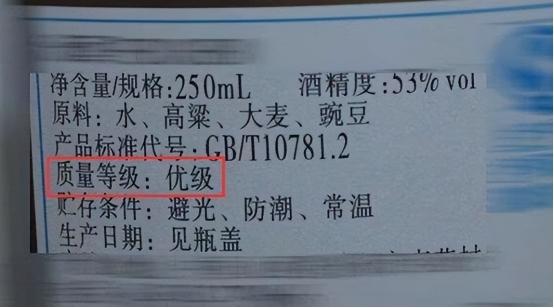 净含量/规格:250mL 酒精度:53% vol
原料:水、高粱、大麦、豌豆
产品标准代号:GB/T10781.2
质量等级:优级
贮存条件:避光、防潮、常温
生产日期:见瓶盖